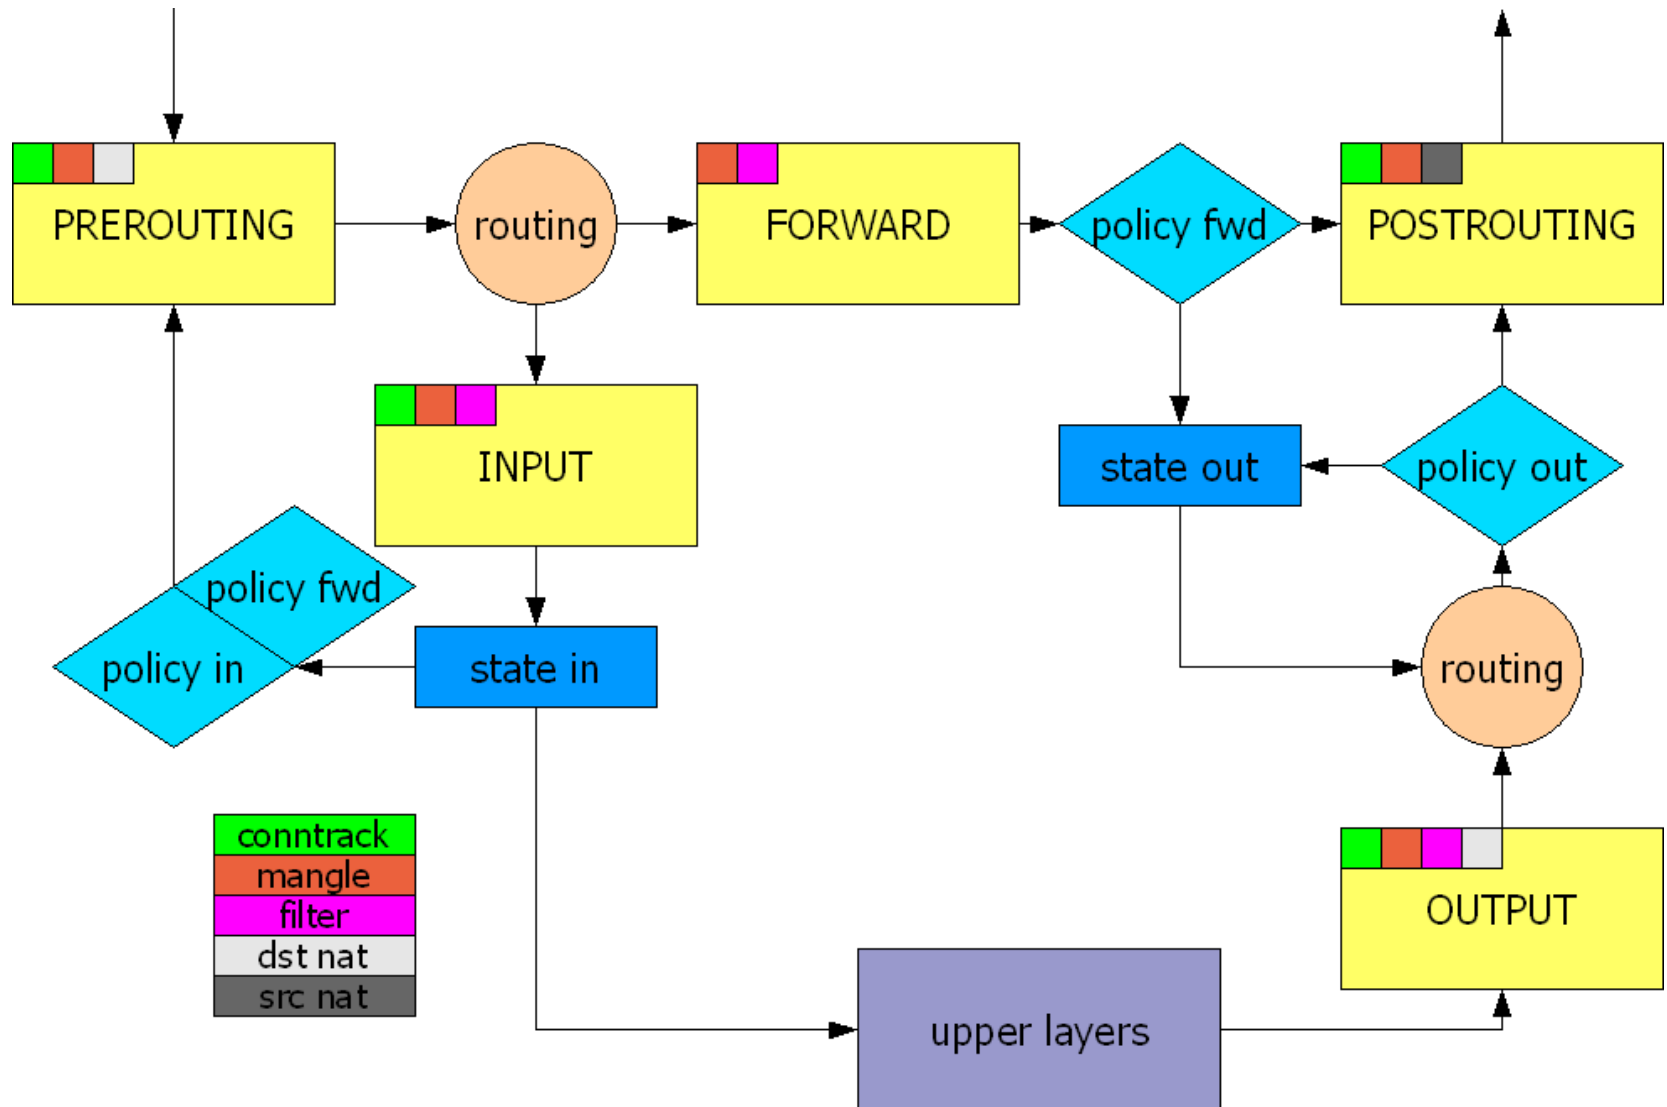 PREROUTING
routing
FORWARD
policy fwd
POSTROUTING
INPUT
state out
policy out
policy fwd
policy in
state in
routing
conntrack
mangle
filter
dst nat
src nat
OUTPUT
upper layers